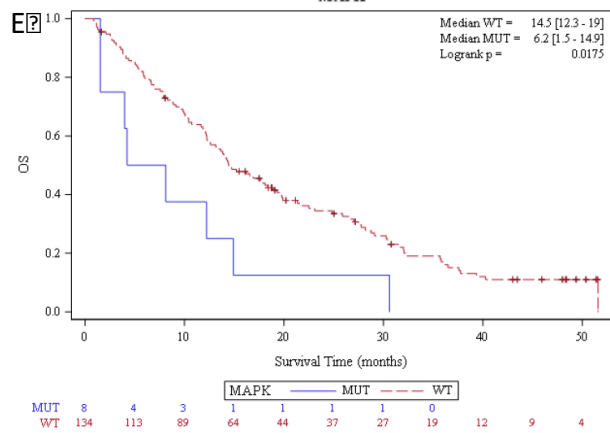 MAPK
E
Median WT = 14.5 [12.3 - 19]
Median MUT = 6.2 [1.5 - 14.9]
Logrank p = 0.0175
1.0
0.8
0.6
0.4
0.2
0.0
OS
0 10 20 30 40 50
Survival Time (months)
MAPK MUT WT
MUT 8 4 3 1 1 1 1 0
WT 134 113 89 64 44 37 27 19 12 9 4